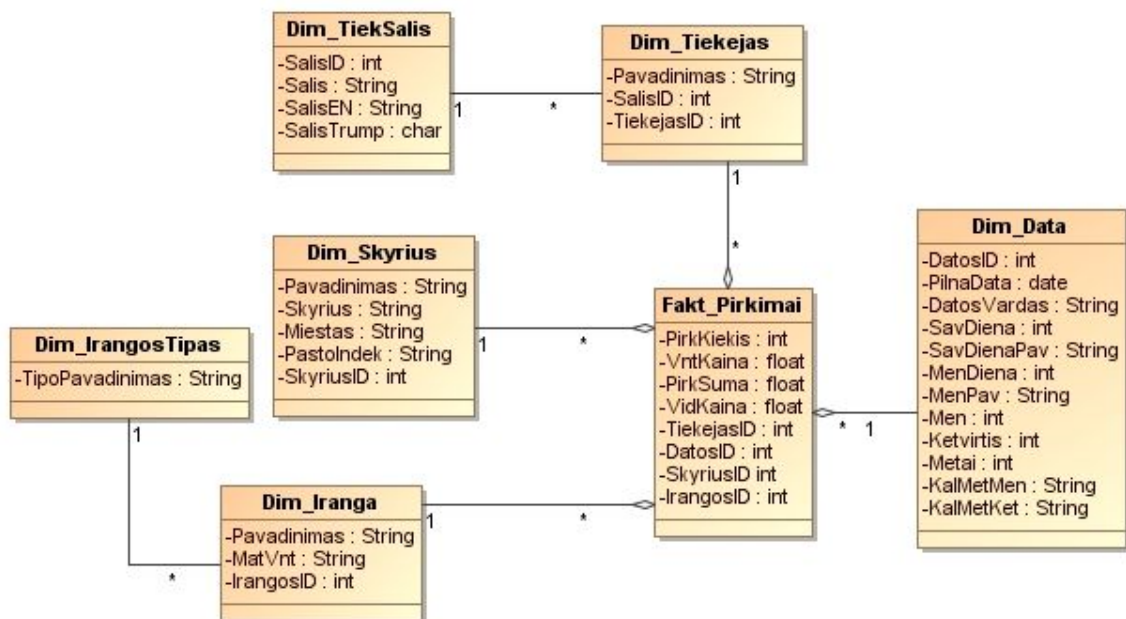 Dim_TiekSalis
-SalisID : int
-Salis : String
-SalisEN : String
-SalisTrump : char
1
*
Dim_Tiekejas
-Pavadinimas : String
-SalisID : int
-TiekejasID : int
1
*
Dim_Skyrius
-Pavadinimas : String
-Skyrius : String
-Miestas : String
-PastoIndek : String
-SkyriusID : int
1
*
Fakt_Pirkimai
-PirkKiekis : int
-VntKaina : float
-PirkSuma : float
-VidKaina : float
-TiekejasID : int
-DatosID : int
-SkyriusID int
-IrangosID : int
* 1
Dim_Data
-DatosID : int
-PilnaData : date
-DatosVardas : String
-SavDiena : int
-SavDienaPav : String
-MenDiena : int
-MenPav : String
-Men : int
-Ketvirtis : int
-Metai : int
-KalMetMen : String
-KalMetKet : String
Dim_IrangosTipas
-TipoPavadinimas : String
1
*
Dim_Iranga
-Pavadinimas : String
-MatVnt : String
-IrangosID : int
1
*